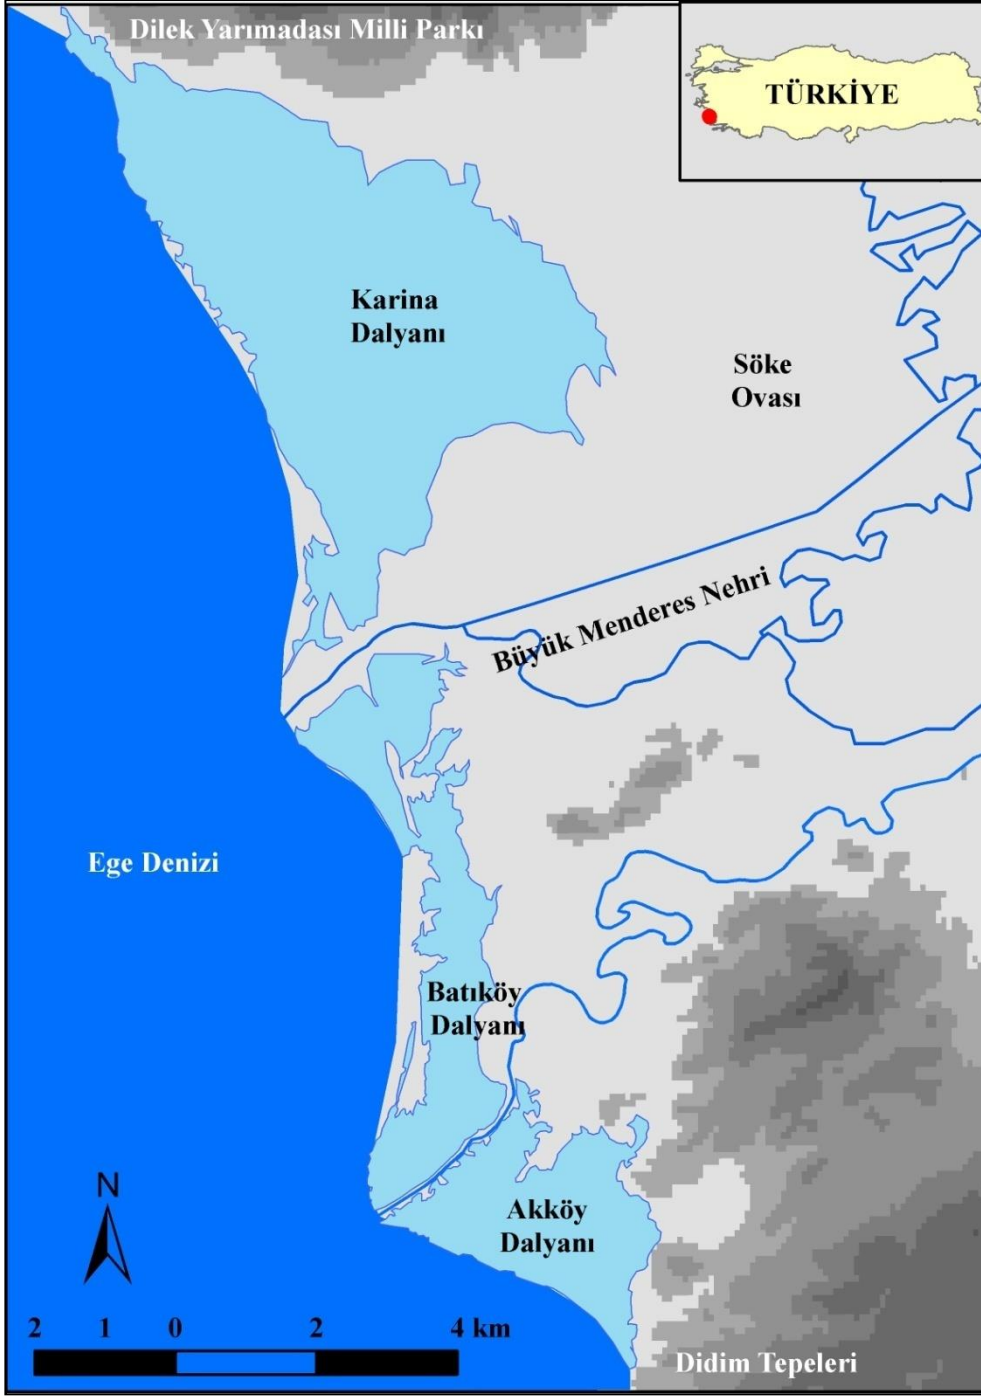 Dilek Yarımadası Milli Parkı
TÜRKİYE
Karina
Dalyanı
Söke
Ovası
Büyük Menderes Nehri
Ege Denizi
Batıköy
Dalyanı
N
Akköy
Dalyanı
2 1 0 2 4 km
Didim Tepeleri